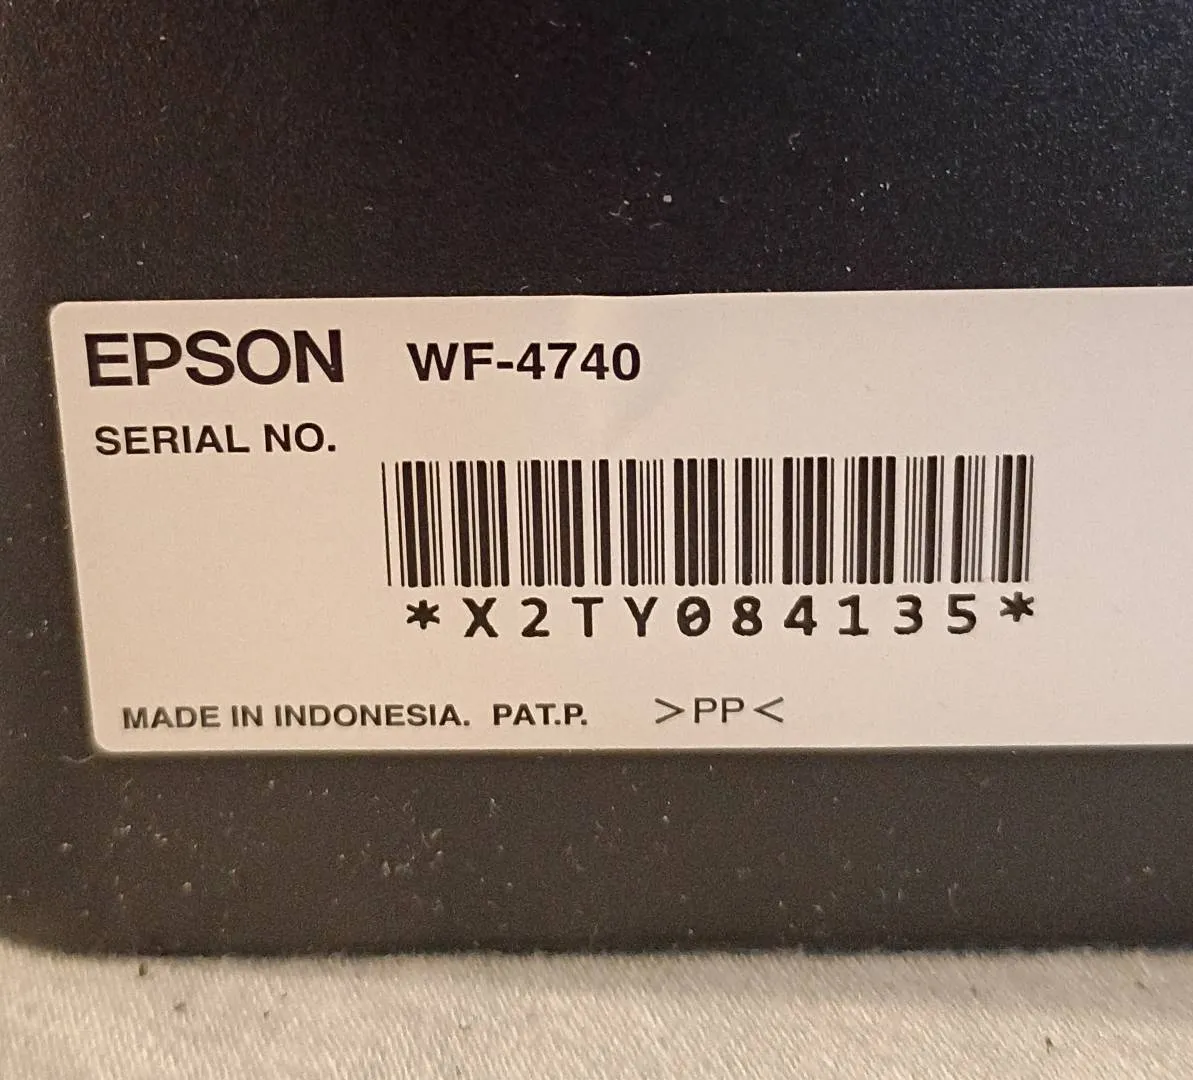 EPSON WF-4740
SERIAL NO.
*X2TY084135*
MADE IN INDONESIA. PAT.P. >PP<